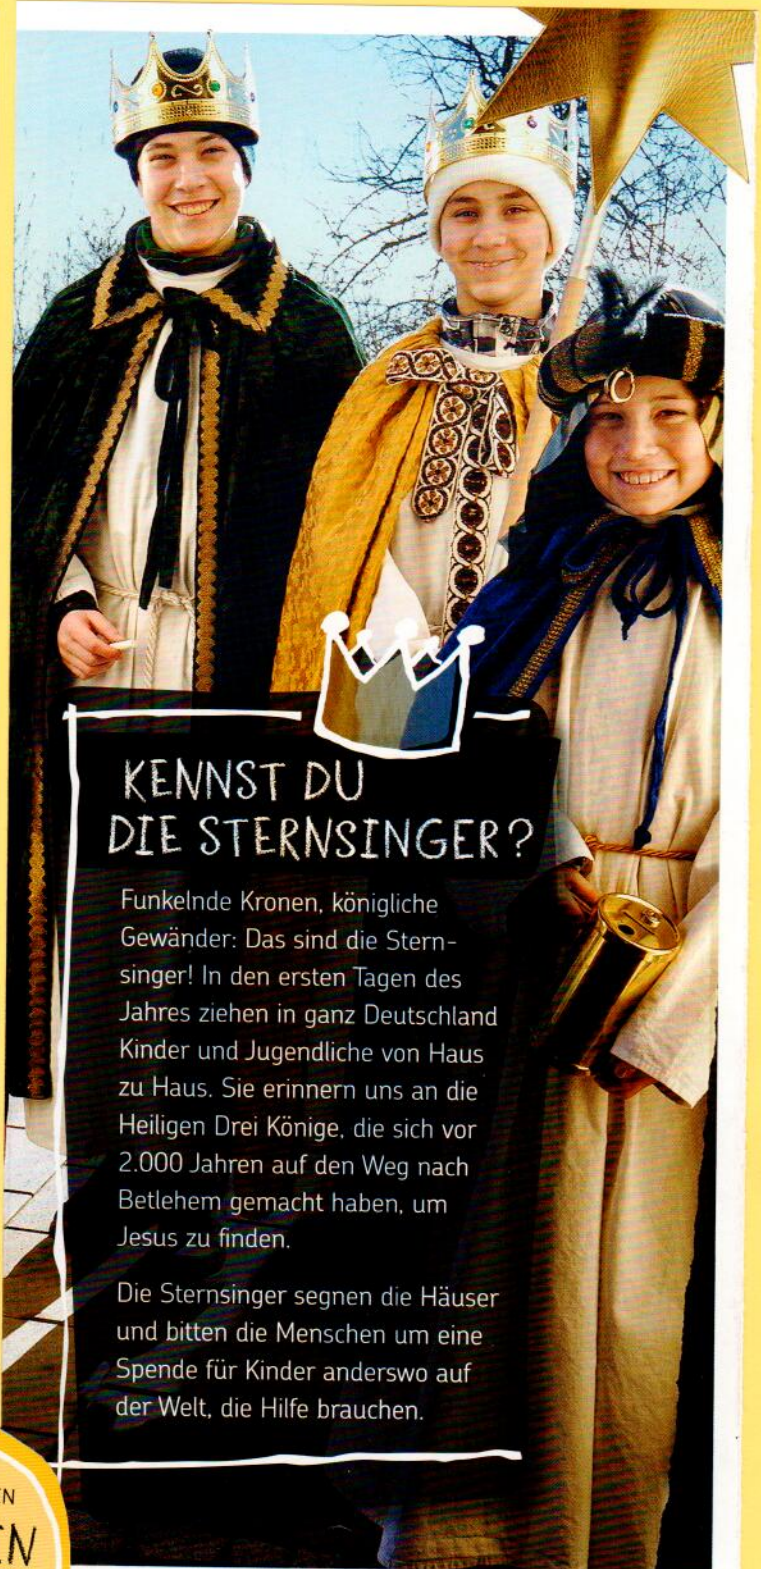 KENNST DU
DIE STERNSINGER?
Funkelnde Kronen, königliche
Gewänder: Das sind die Stern-
singer! In den ersten Tagen des
Jahres ziehen in ganz Deutschland
Kinder und Jugendliche von Haus
zu Haus. Sie erinnern uns an die
Heiligen Drei Könige, die sich vor
2.000 Jahren auf den Weg nach
Betlehem gemacht haben, um
Jesus zu finden.
Die Sternsinger segnen die Häuser
und bitten die Menschen um eine
Spende für Kinder anderswo auf
der Welt, die Hilfe brauchen.